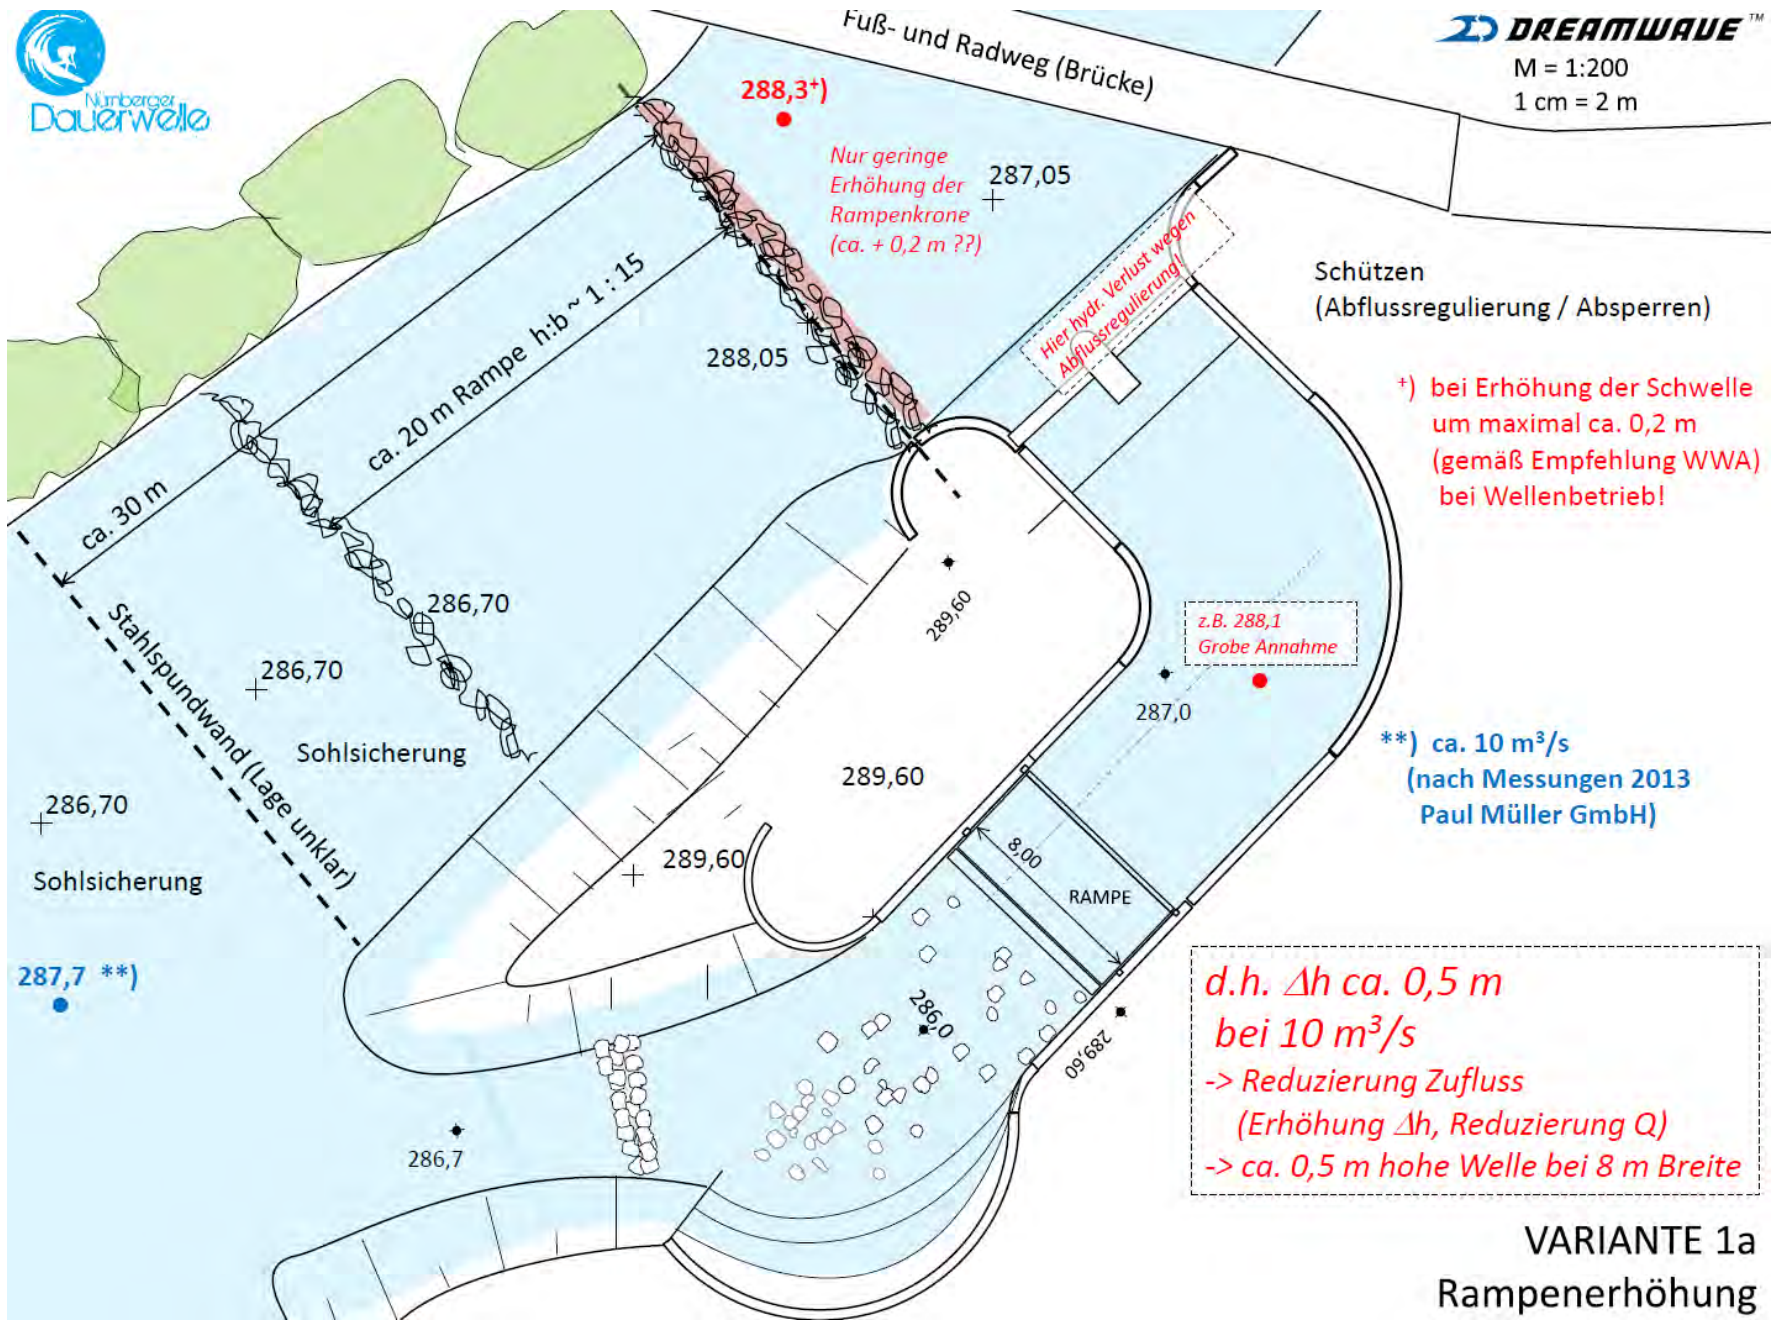 Nürnberger
Dauerwelle
Fuß- und Radweg (Brücke)
DREAMWAVE™
M = 1:200
1 cm = 2 m
288,3⁺)
Nur geringe
Erhöhung der
Rampenkrone
(ca. + 0,2 m ??)
287,05
Hier hydr. Verlust wegen
Abflussregulierung!
Schützen
(Abflussregulierung / Absperren)
⁺) bei Erhöhung der Schwelle
um maximal ca. 0,2 m
(gemäß Empfehlung WWA)
bei Wellenbetrieb!
288,05
ca. 20 m Rampe h:b ~ 1 : 15
ca. 30 m
Stahlspundwand (Lage unklar)
286,70
286,70
Sohlsicherung
286,70
Sohlsicherung
287,7 **)
289,60
z.B. 288,1
Grobe Annahme
287,0
**) ca. 10 m³/s
(nach Messungen 2013
Paul Müller GmbH)
289,60
289,60
8,00
RAMPE
286,0
289,60
286,7
d.h. Δh ca. 0,5 m
bei 10 m³/s
-> Reduzierung Zufluss
(Erhöhung Δh, Reduzierung Q)
-> ca. 0,5 m hohe Welle bei 8 m Breite
VARIANTE 1a
Rampenerhöhung